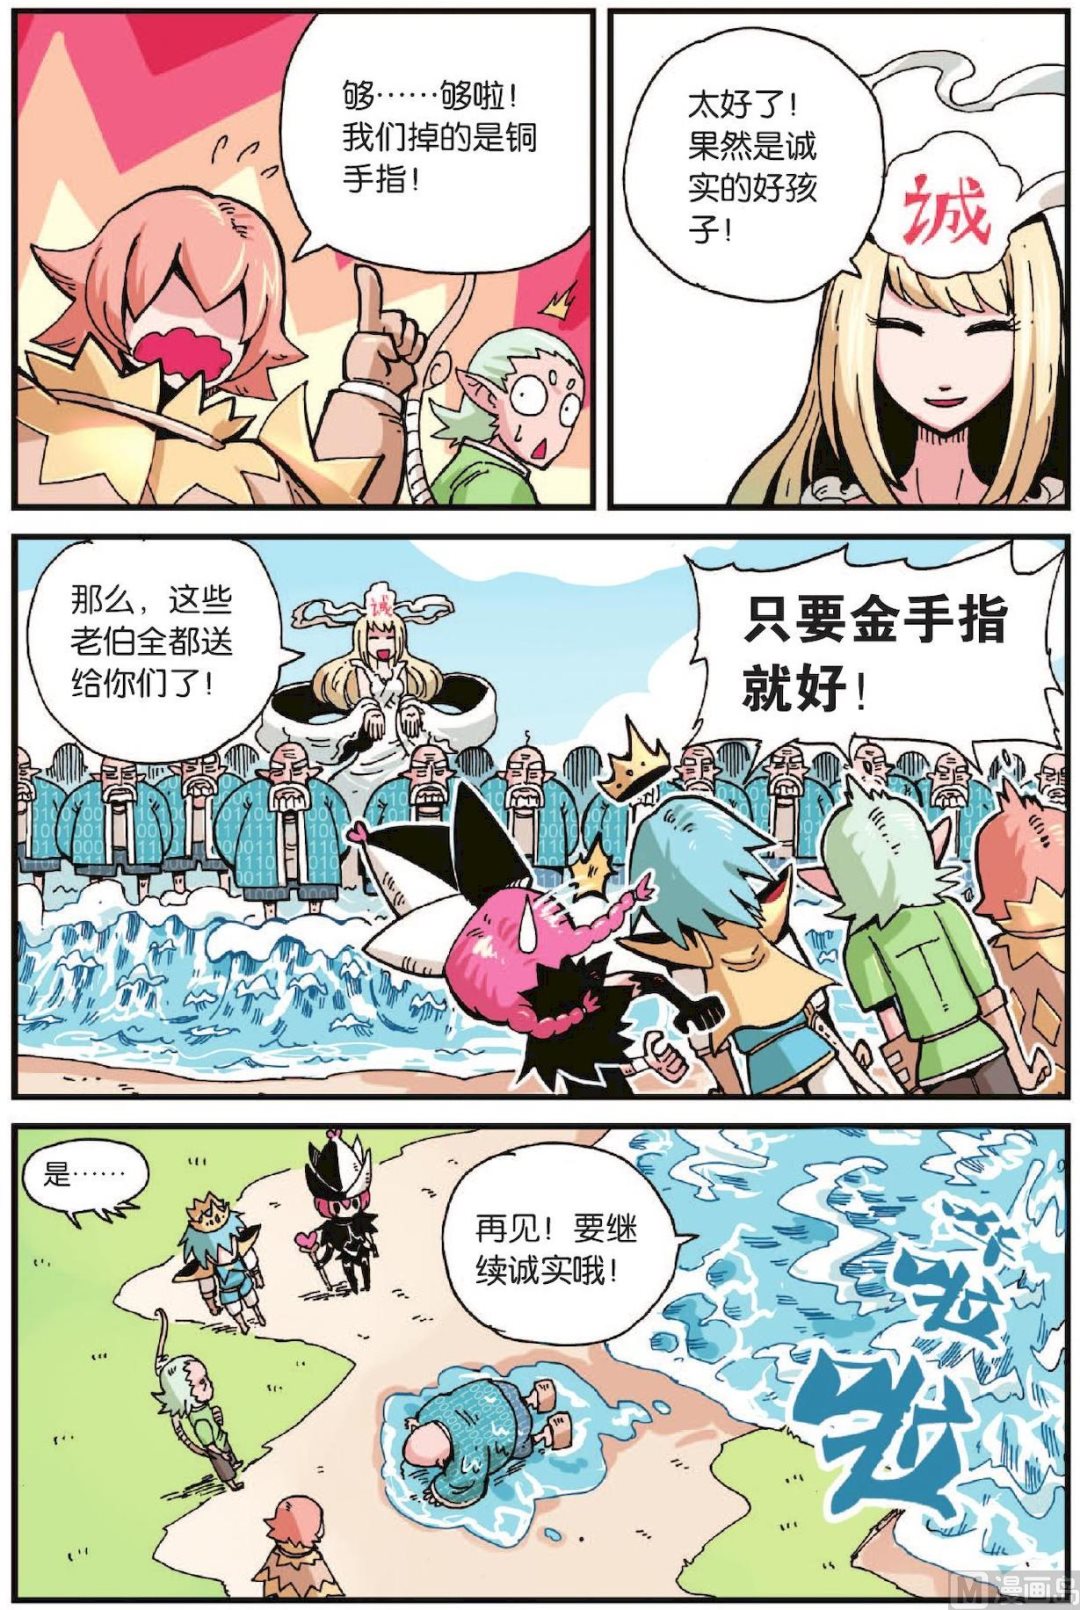 够……够啦！
我们掉的是铜
手指！
太好了！
果然是诚
实的好孩
子！
诚
那么，这些
老伯全都送
给你们了！
诚
只要金手指
就好！
是……
再见！要继
续诚实哦！
漫画岛